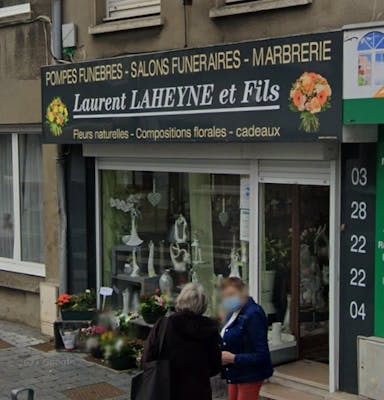 POMPES FUNEBRES - SALONS FUNERAIRES - MARBRERIE
Laurent LAHEYNE et Fils
Fleurs naturelles - Compositions florales - cadeaux
03
28
22
22
04